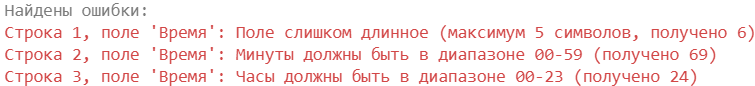 Найдены ошибки:
Строка 1, поле 'Время': Поле слишком длинное (максимум 5 символов, получено 6)
Строка 2, поле 'Время': Минуты должны быть в диапазоне 00-59 (получено 69)
Строка 3, поле 'Время': Часы должны быть в диапазоне 00-23 (получено 24)